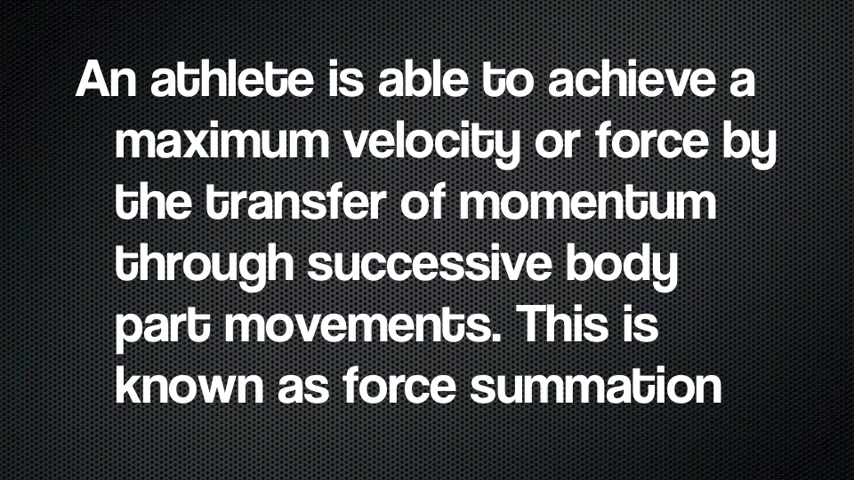 An athlete is able to achieve a
maximum velocity or force by
the transfer of momentum
through successive body
part movements. This is
known as force summation